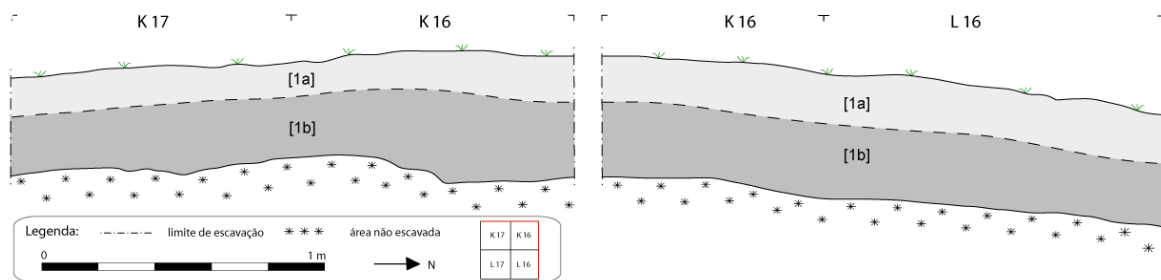 K 17 K 16 K 16 L 16
[1a] [1a]
[1b] [1b]
Legenda: limite de escavação área não escavada
K 17 K 16
L 17 L 16
0 1 m N